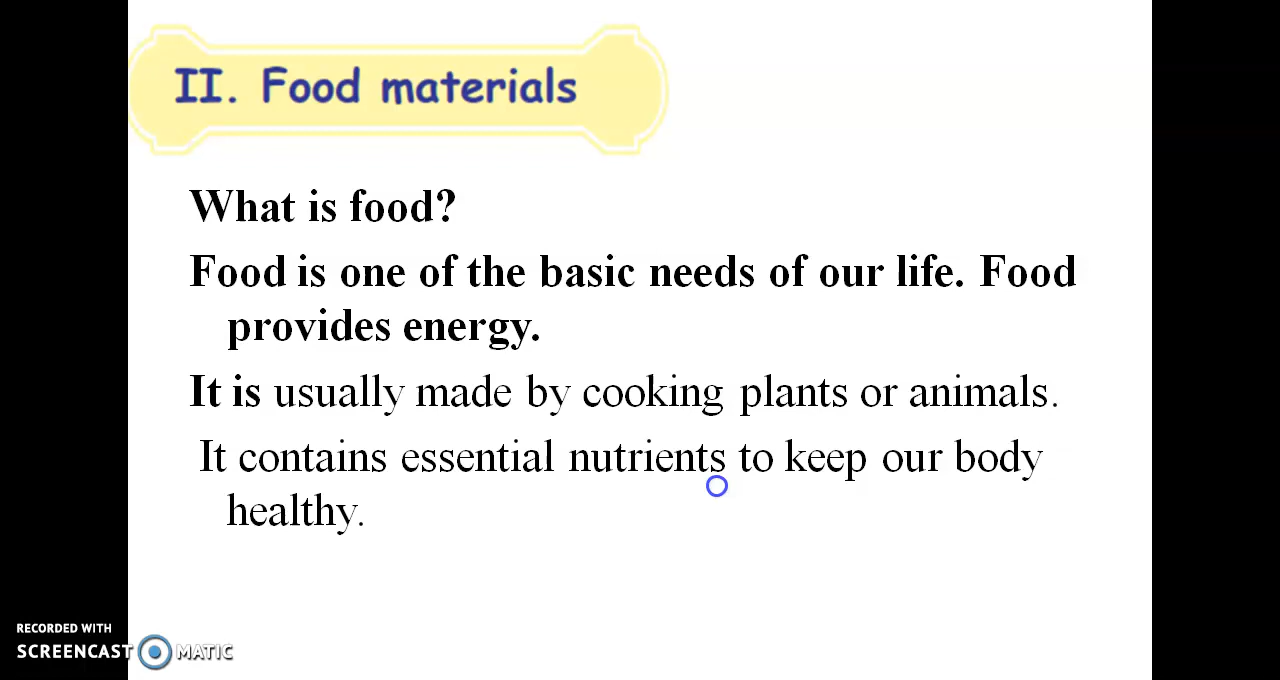 II. Food materials
What is food?
Food is one of the basic needs of our life. Food
provides energy.
It is usually made by cooking plants or animals.
It contains essential nutrients to keep our body
healthy.
RECORDED WITH
SCREENCAST MATIC